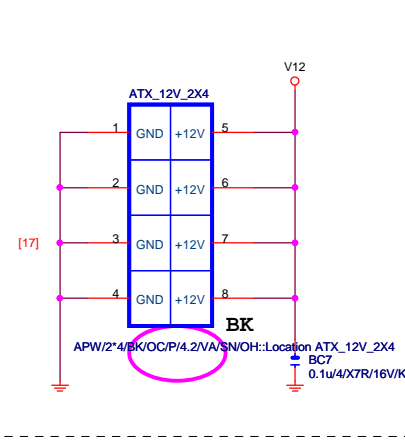 V12
ATX_12V_2X4
1 GND +12V 5
2 GND +12V 6
[17] 3 GND +12V 7
4 GND +12V 8
BK
APW/2*4/BK/OC/P/4.2/VA/SN/OH::Location ATX_12V_2X4
BC7
0.1u/4/X7R/16V/K